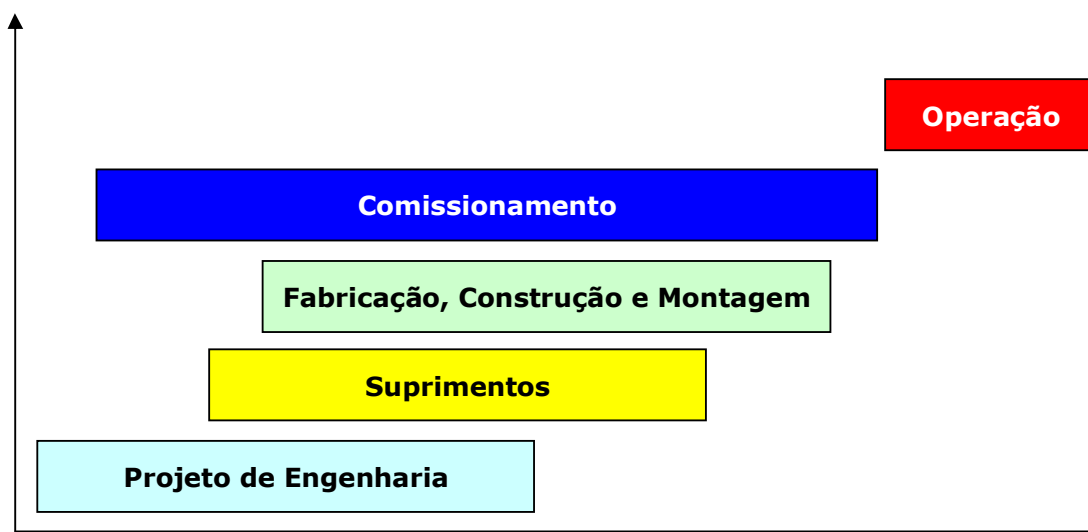 Operação
Comissionamento
Fabricação, Construção e Montagem
Suprimentos
Projeto de Engenharia